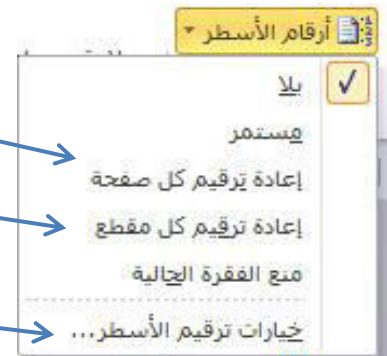 أرقام الأسطر
بلا
مستمر
إعادة ترقيم كل صفحة
إعادة ترقيم كل مقطع
منع الفقرة الحالية
خيارات ترقيم الأسطر...